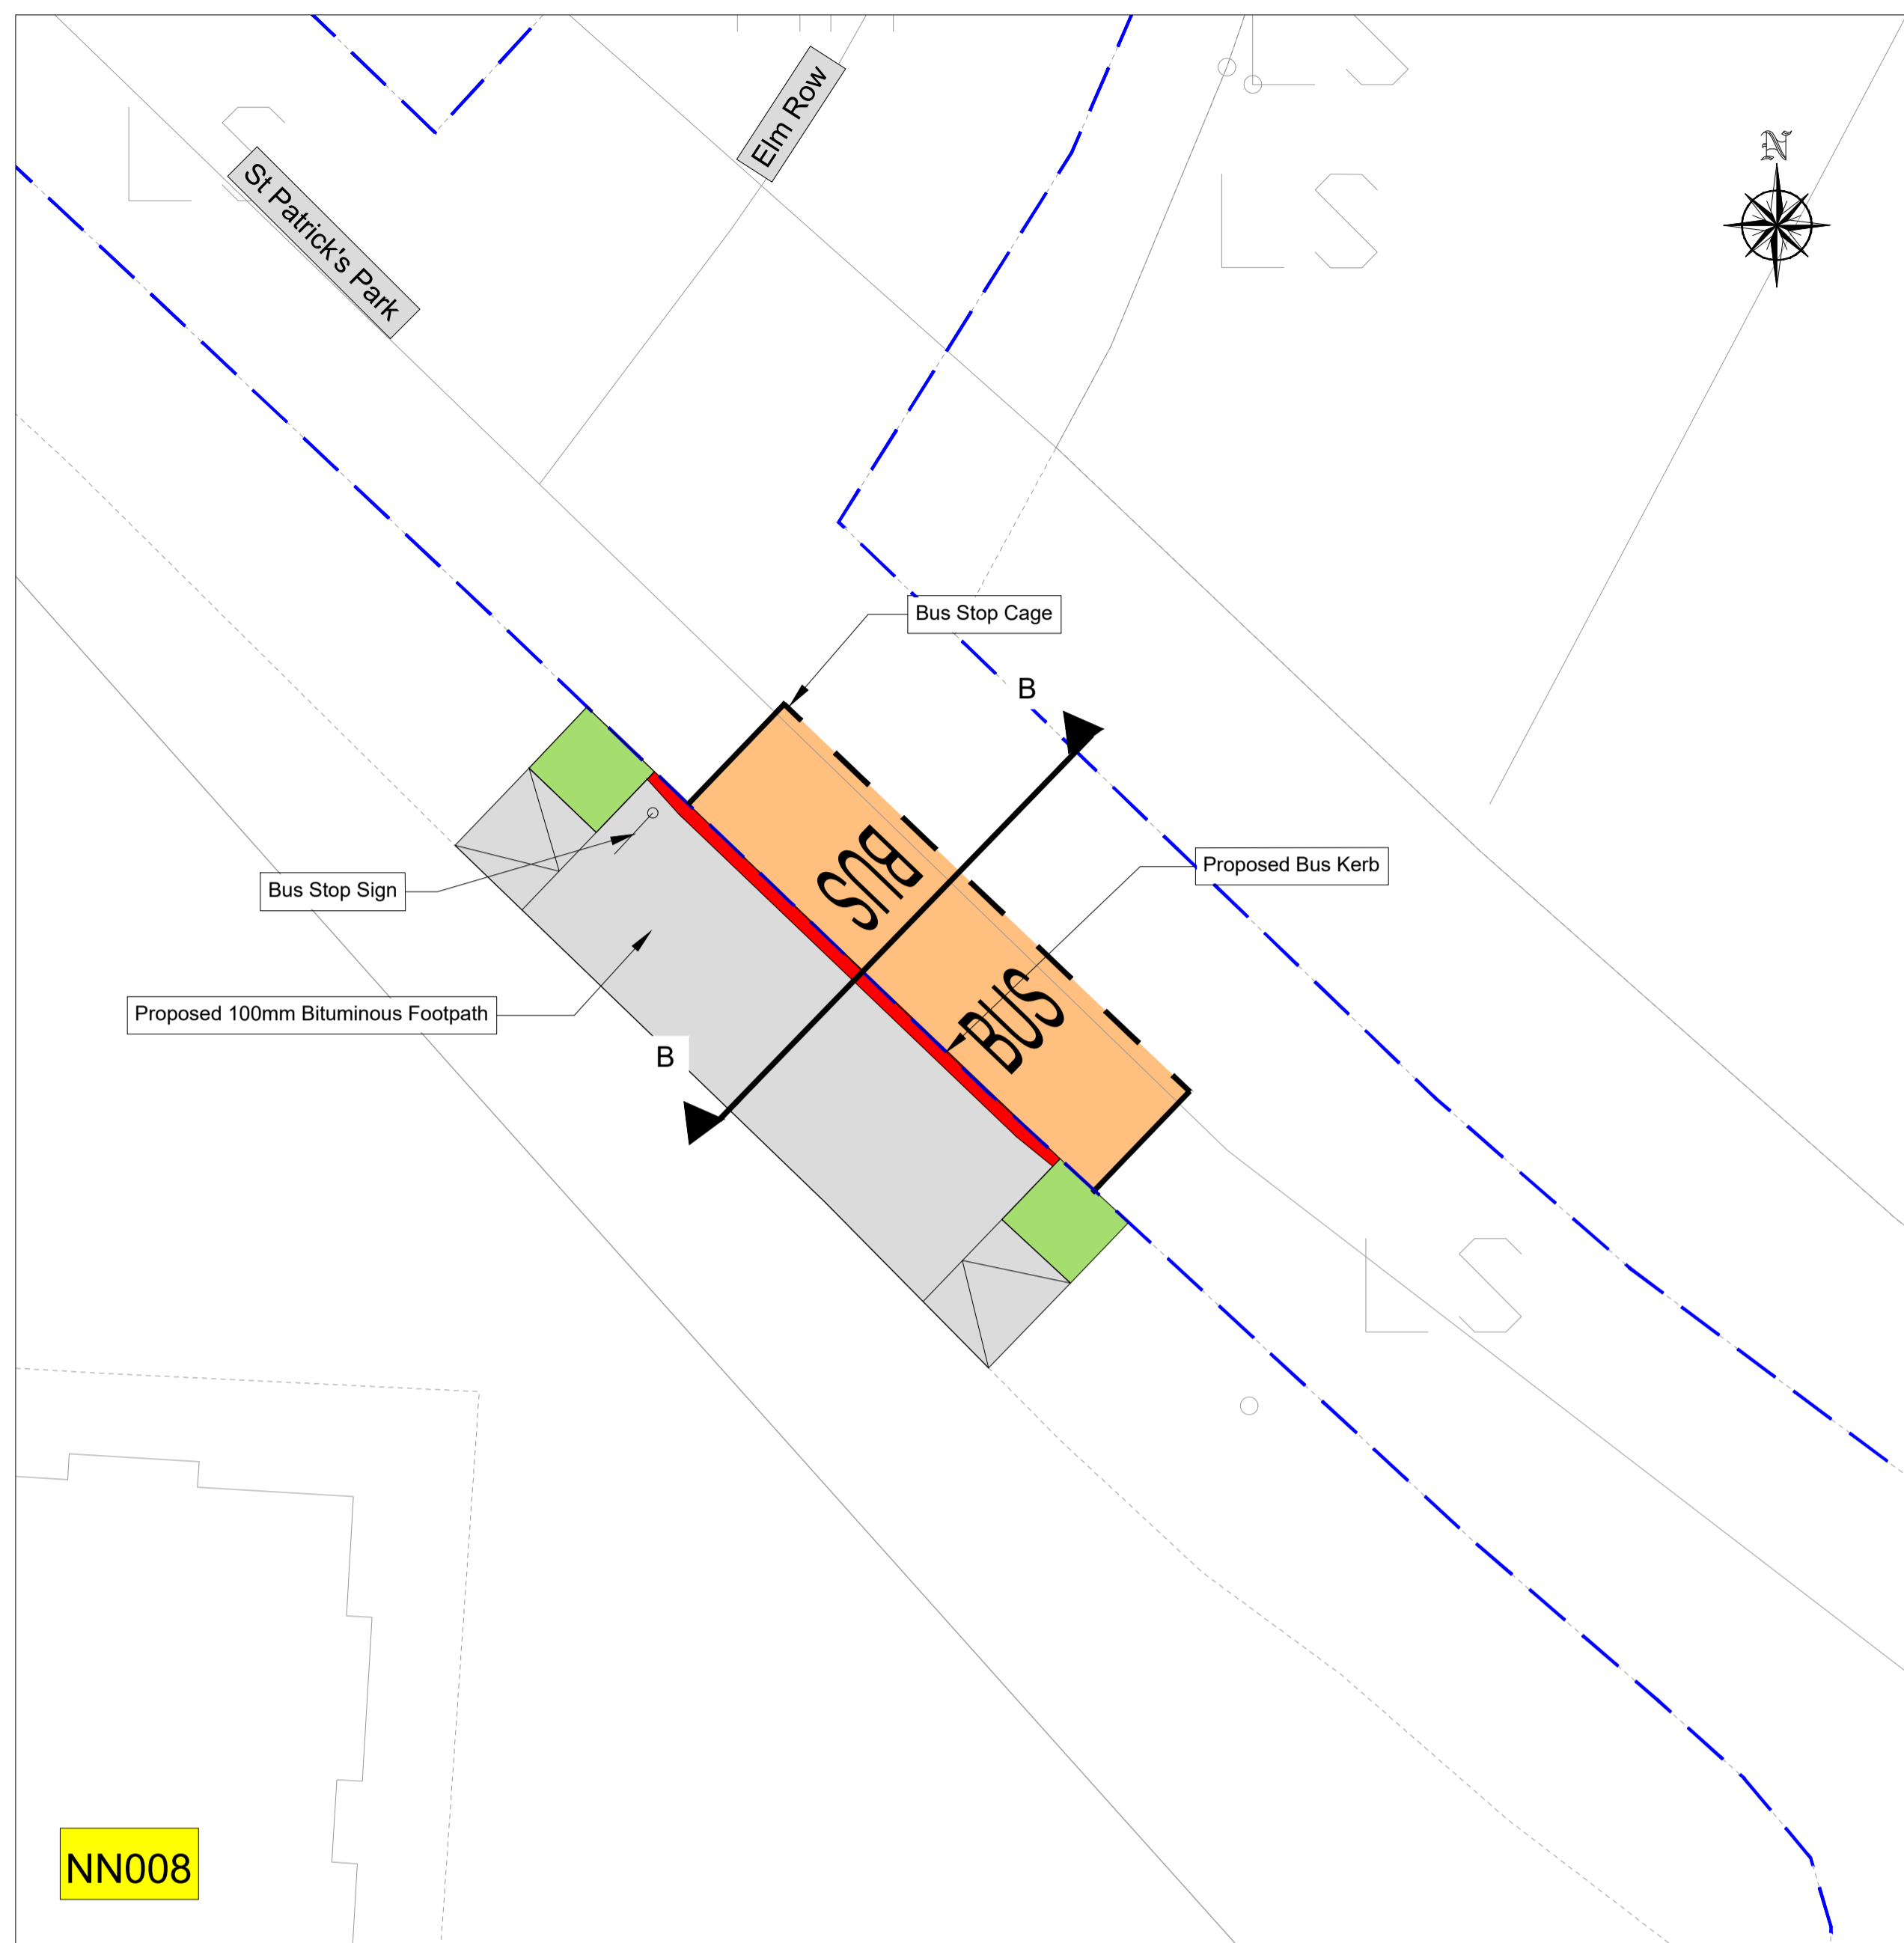 Elm Row
N
St Patrick's Park
L S
L S
L S
Bus Stop Cage
B
BUS
Proposed Bus Kerb
Bus Stop Sign
BUS
Proposed 100mm Bituminous Footpath
B
L S
NN008